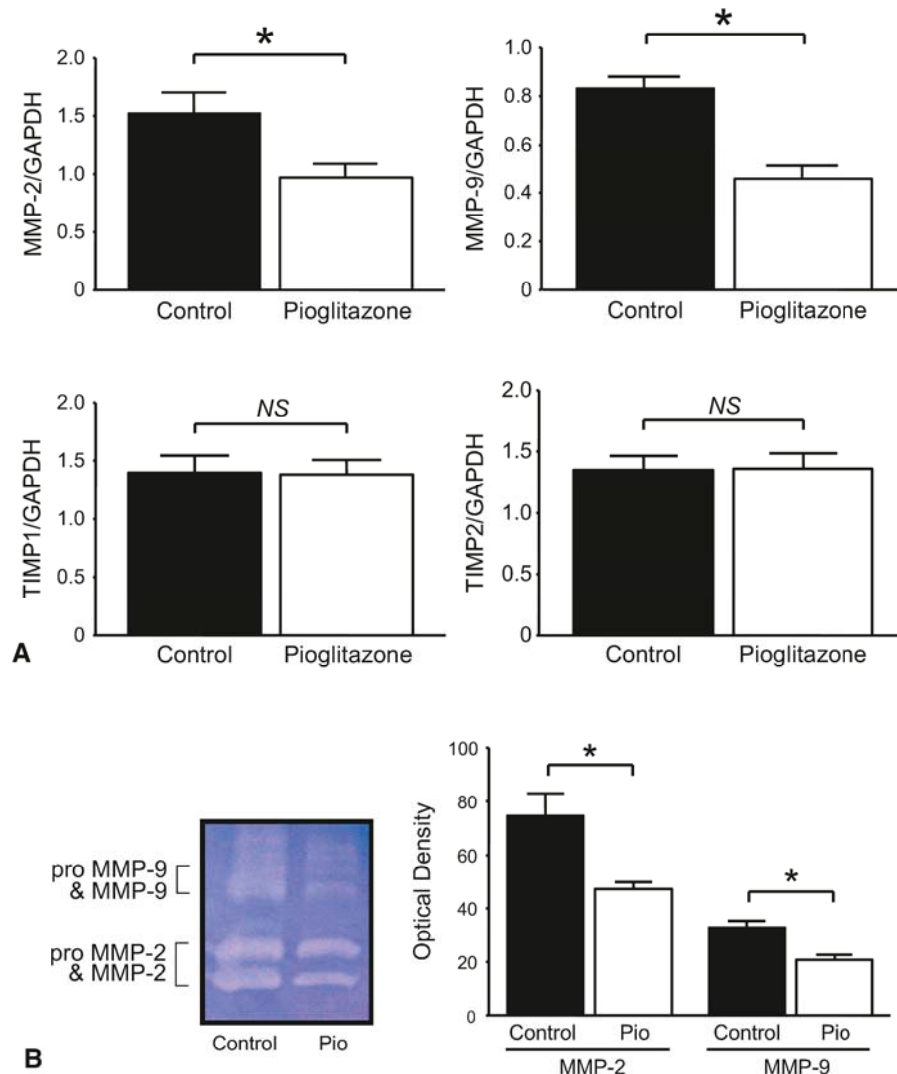 *
*
2.0
1.5
1.0
0.5
0
MMP-2/GAPDH
Control
Pioglitazone
1.0
0.8
0.6
0.4
0.2
0
MMP-9/GAPDH
Control
Pioglitazone
NS
2.0
1.5
1.0
0.5
0
TIMP1/GAPDH
Control
Pioglitazone
NS
2.0
1.5
1.0
0.5
0
TIMP2/GAPDH
Control
Pioglitazone
A
pro MMP-9
& MMP-9
pro MMP-2
& MMP-2
Control
Pio
100
80
60
40
20
0
Optical Density
*
*
Control
Pio
Control
Pio
MMP-2
MMP-9
B